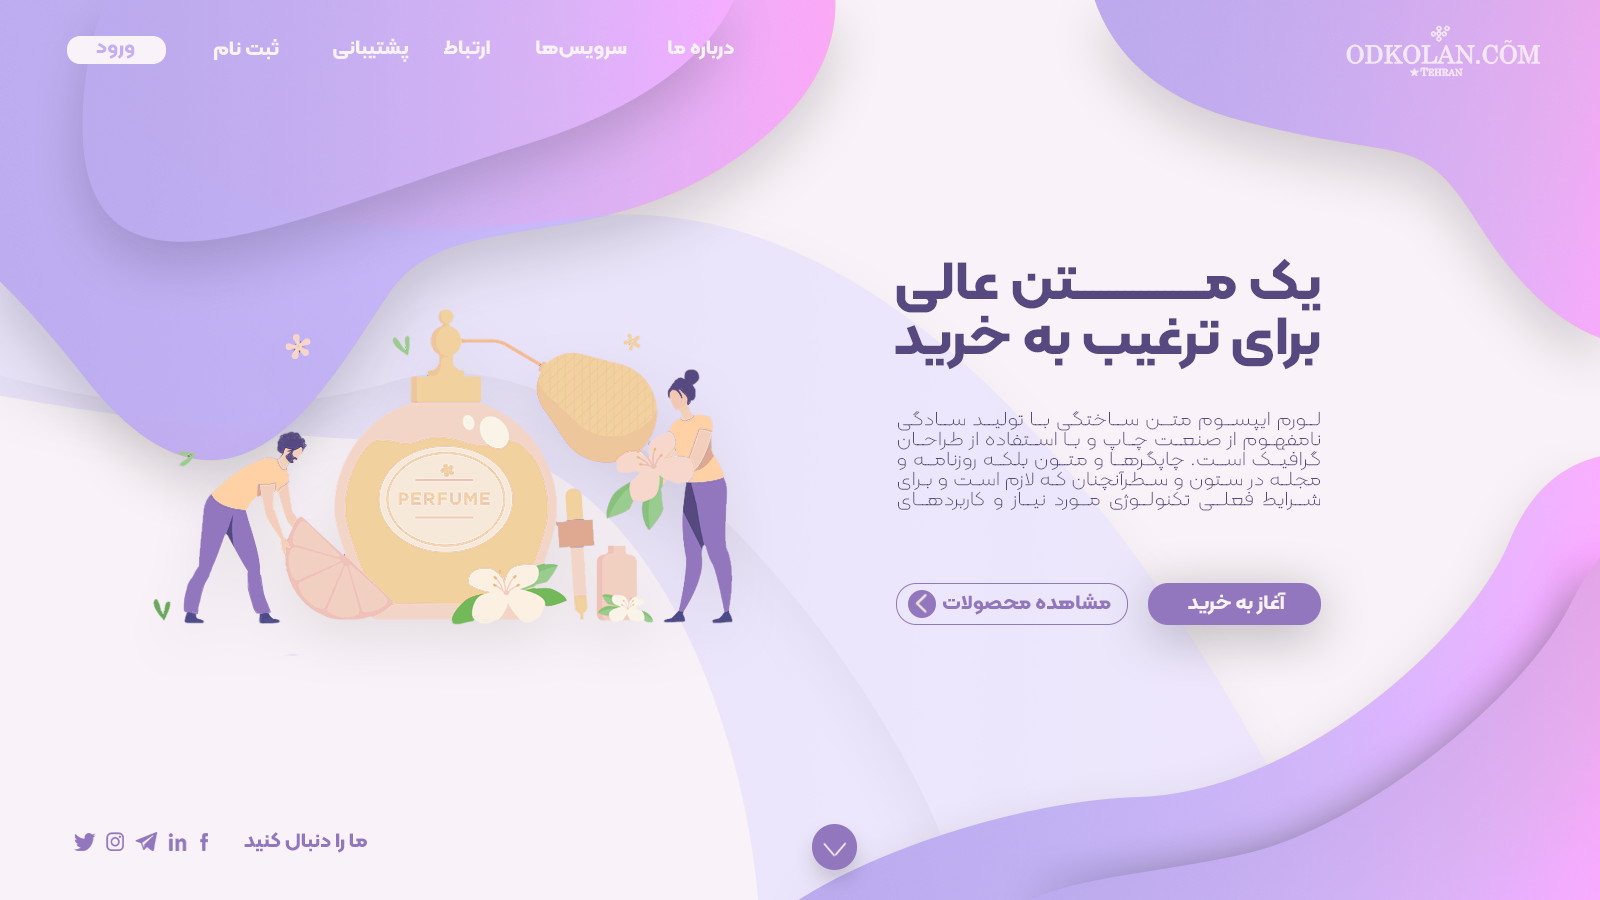 ODKOLAN.CÕM
★TEHRAN
درباره ما
سرویس‌ها
ارتباط
پشتیبانی
ثبت نام
ورود
یک متن عالی
برای ترغیب به خرید
لورم ایپسوم متن ساختگی با تولید سادگی
نامفهوم از صنعت چاپ و با استفاده از طراحان
گرافیک است. چاپگرها و متون بلکه روزنامه و
مجله در ستون و سطرآنچنان که لازم است و برای
شرایط فعلی تکنولوژی مورد نیاز و کاربردهای
آغاز به خرید
مشاهده محصولات
PERFUME
ما را دنبال کنید